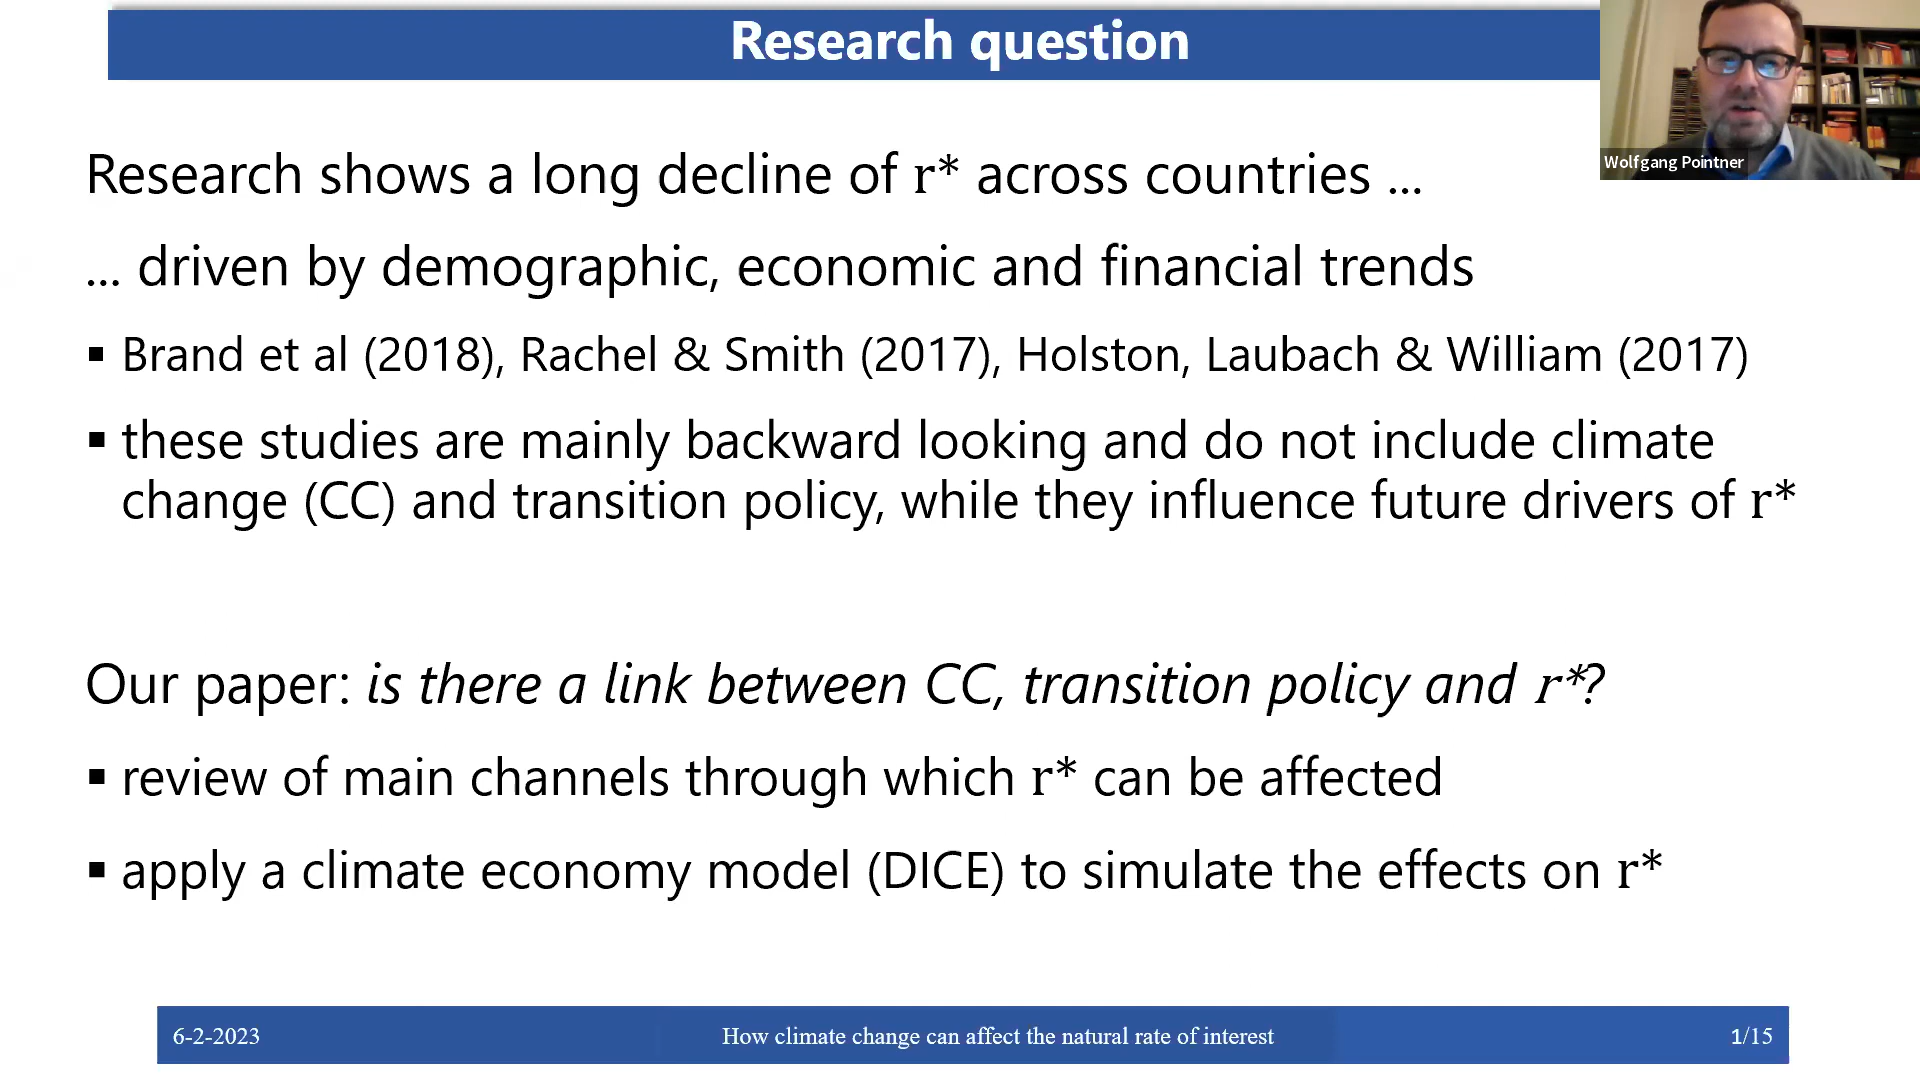 Research question
Wolfgang Pointner
Research shows a long decline of r* across countries ...
... driven by demographic, economic and financial trends
▪ Brand et al (2018), Rachel & Smith (2017), Holston, Laubach & William (2017)
▪ these studies are mainly backward looking and do not include climate
change (CC) and transition policy, while they influence future drivers of r*
Our paper: is there a link between CC, transition policy and r*?
▪ review of main channels through which r* can be affected
▪ apply a climate economy model (DICE) to simulate the effects on r*
6-2-2023
How climate change can affect the natural rate of interest
1/15